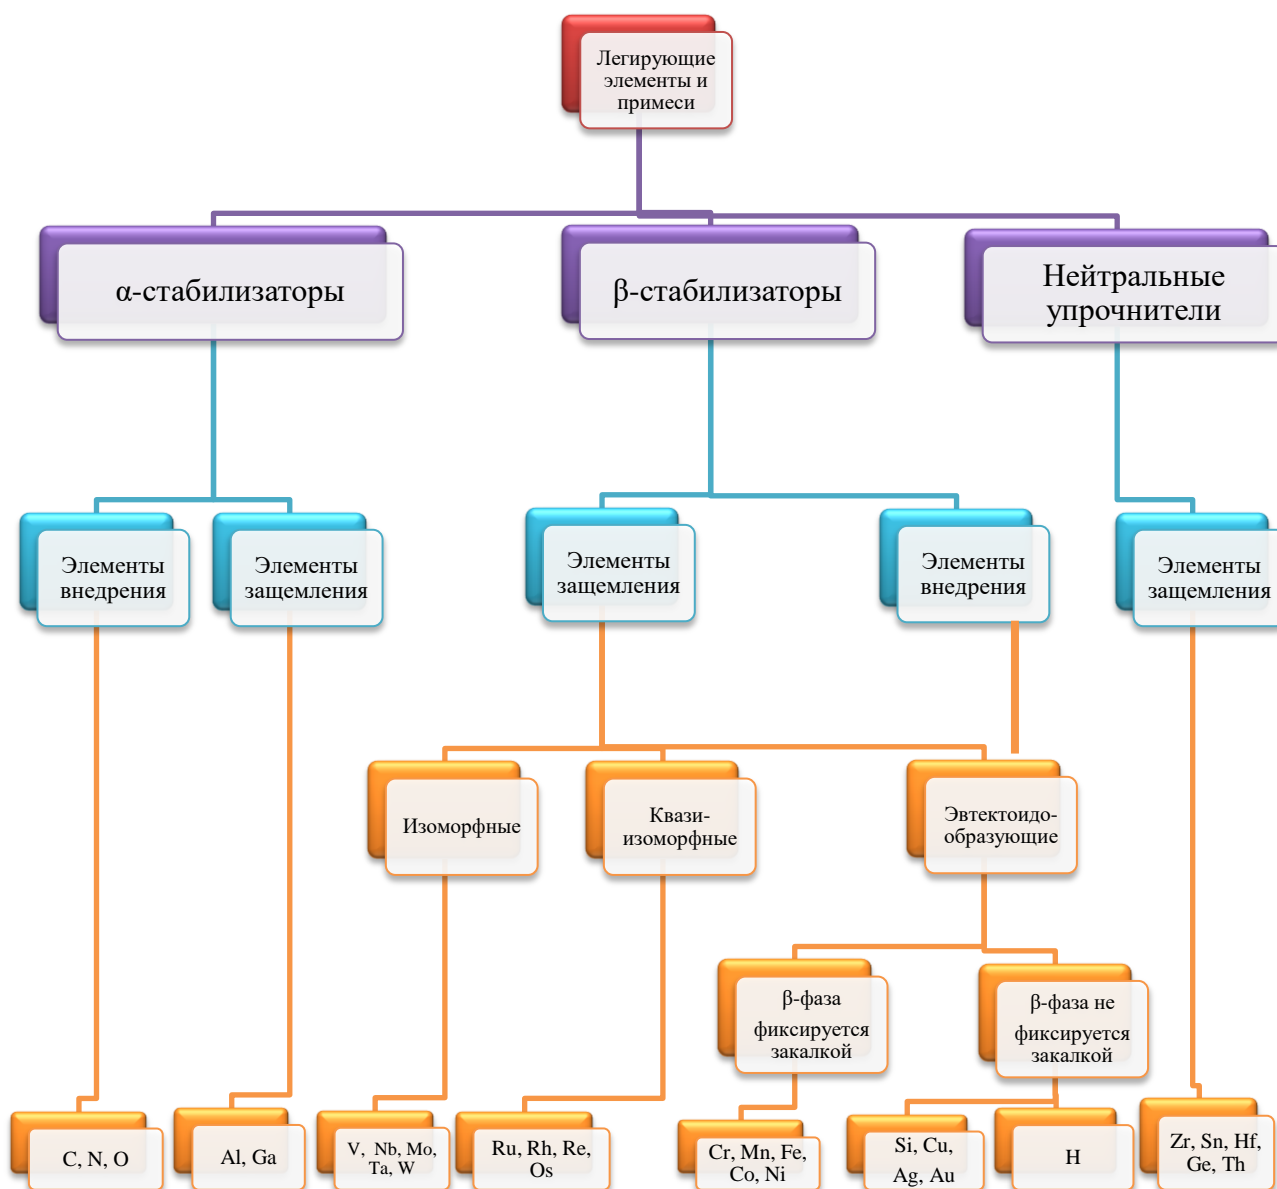 Легирующие
элементы и
примеси
α-стабилизаторы
β-стабилизаторы
Нейтральные
упрочнители
Элементы
внедрения
Элементы
защемления
Элементы
защемления
Элементы
внедрения
Элементы
защемления
Изоморфные
Квази-
изоморфные
Эвтектоидо-
образующие
β-фаза
фиксируется
закалкой
β-фаза не
фиксируется
закалкой
C, N, O
Al, Ga
V, Nb, Mo,
Ta, W
Ru, Rh, Re,
Os
Cr, Mn, Fe,
Co, Ni
Si, Cu,
Ag, Au
H
Zr, Sn, Hf,
Ge, Th